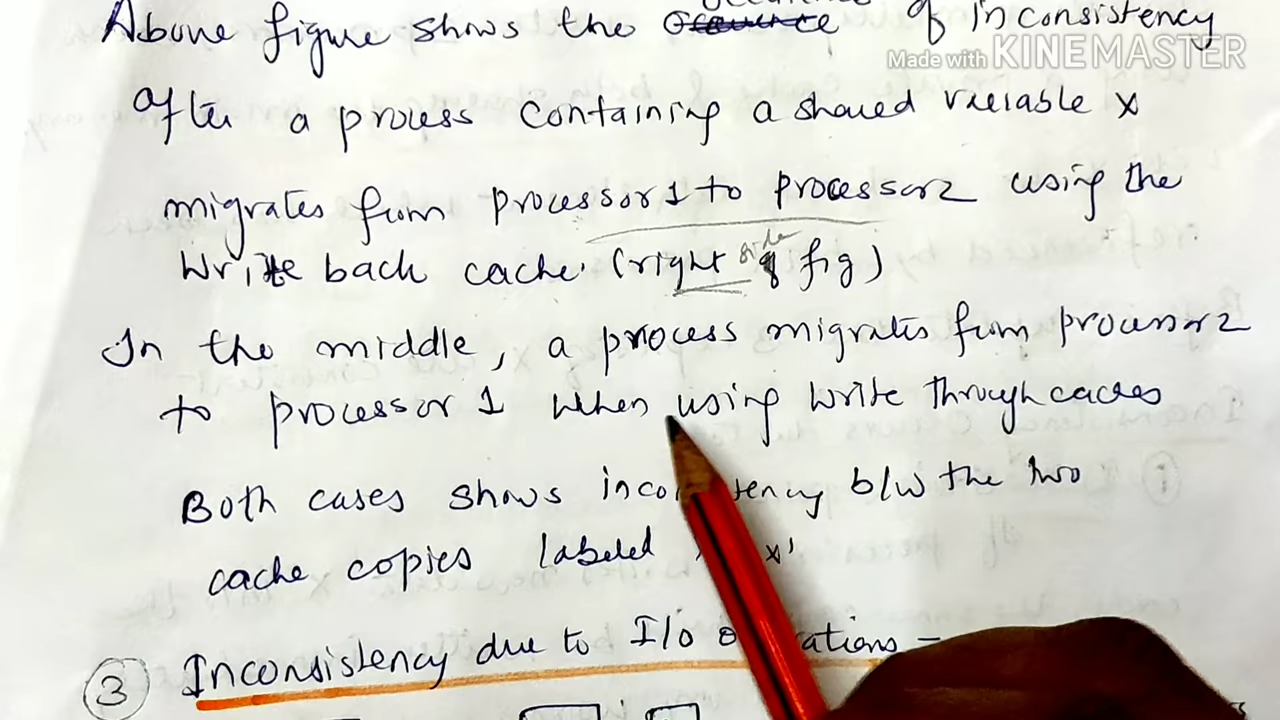 Above figure shows the of inconsistency
Made with KINEMASTER
after a process containing a shared variable x
migrates from processor 1 to processor 2 using the
Write back cache. (right side of fig)
In the middle, a process migrates from processor 2
to processor 1 when using write through caches
Both cases shows b/w the two
cache copies labeled x'
③ Inconsistency due to I/o –